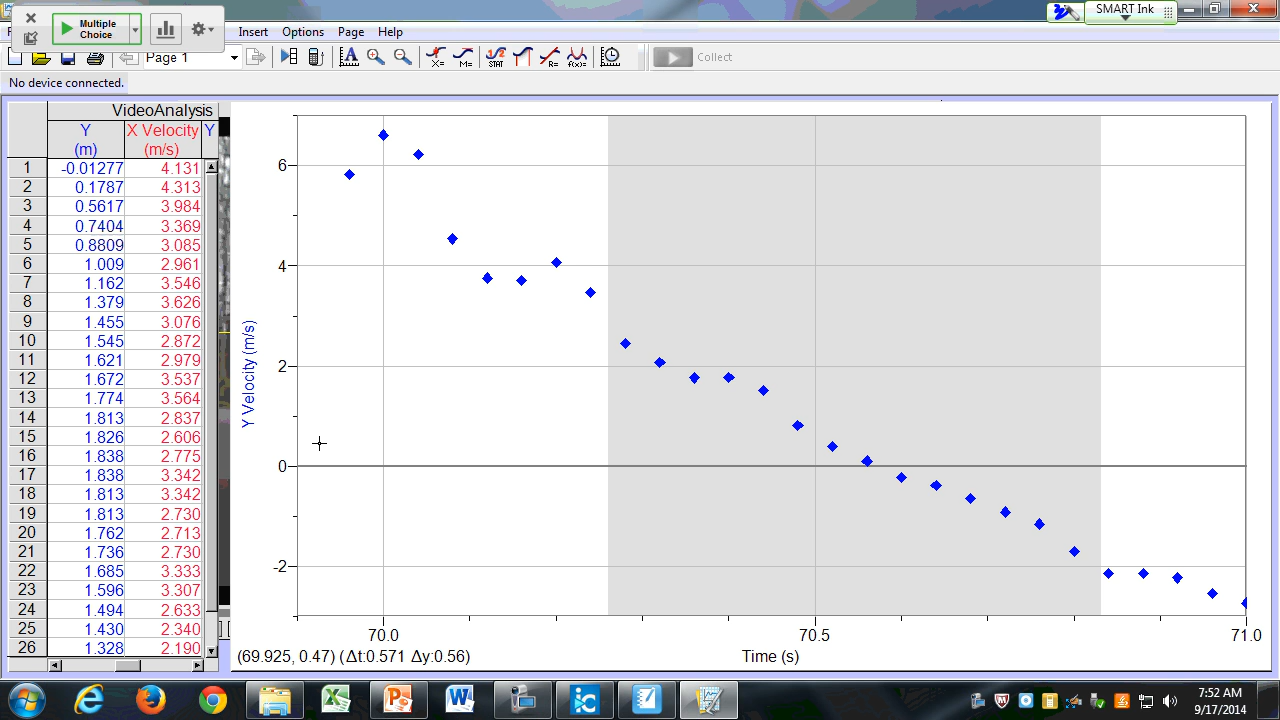 Multiple
Choice
SMART Ink
Insert Options Page Help
Page 1
X= M= STAT R= f(x)= Collect
No device connected.
VideoAnalysis
Y X Velocity Y
(m) (m/s)
1 -0.01277 4.131
2 0.1787 4.313
3 0.5617 3.984
4 0.7404 3.369
5 0.8809 3.085
6 1.009 2.961
7 1.162 3.546
8 1.379 3.626
9 1.455 3.076
10 1.545 2.872
11 1.621 2.979
12 1.672 3.537
13 1.774 3.564
14 1.813 2.837
15 1.826 2.606
16 1.838 2.775
17 1.838 3.342
18 1.813 3.342
19 1.813 2.730
20 1.762 2.713
21 1.736 2.730
22 1.685 3.333
23 1.596 3.307
24 1.494 2.633
25 1.430 2.340
26 1.328 2.190
Y Velocity (m/s)
6
4
2
0
-2
70.0 70.5 71.0
(69.925, 0.47) (Δt:0.571 Δy:0.56) Time (s)
7:52 AM
9/17/2014